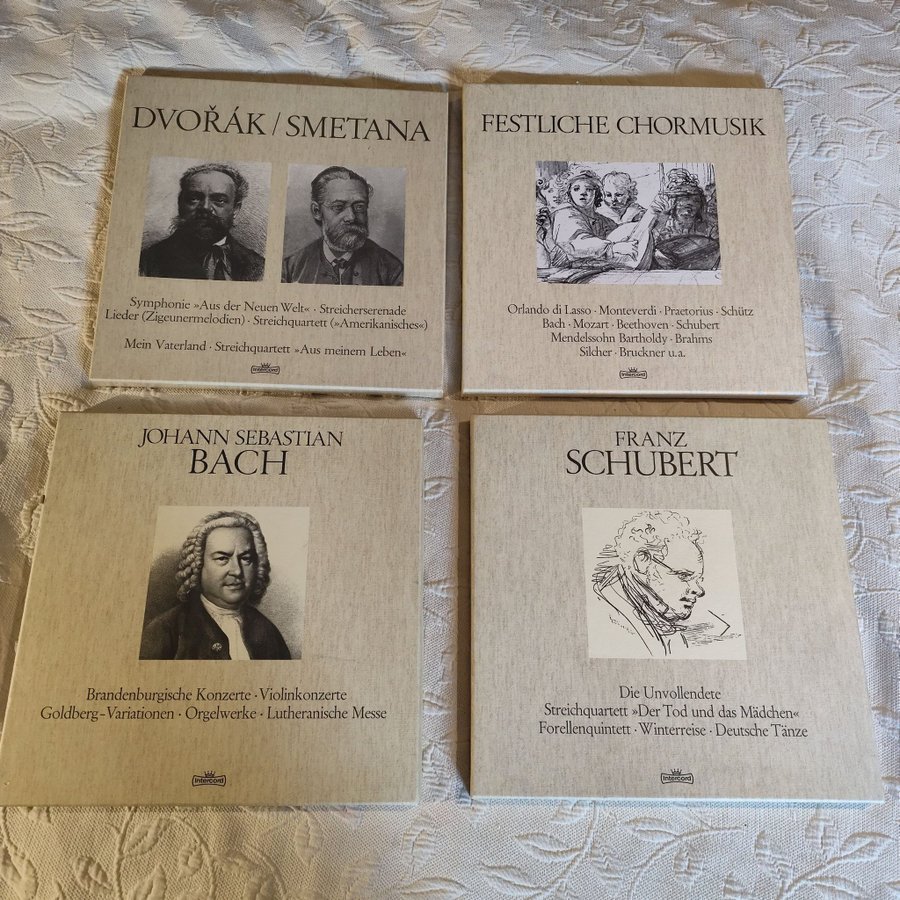 DVOŘÁK / SMETANA
Symphonie »Aus der Neuen Welt« · Streicherserenade
Lieder (Zigeunermelodien) · Streichquartett (»Amerikanisches«)
Mein Vaterland · Streichquartett »Aus meinem Leben«
Intercord
FESTLICHE CHORMUSIK
Orlando di Lasso · Monteverdi · Praetorius · Schütz
Bach · Mozart · Beethoven · Schubert
Mendelssohn Bartholdy · Brahms
Silcher · Bruckner u.a.
Intercord
JOHANN SEBASTIAN
BACH
Brandenburgische Konzerte · Violinkonzerte
Goldberg-Variationen · Orgelwerke · Lutheranische Messe
Intercord
FRANZ
SCHUBERT
Die Unvollendete
Streichquartett »Der Tod und das Mädchen«
Forellenquintett · Winterreise · Deutsche Tänze
Intercord